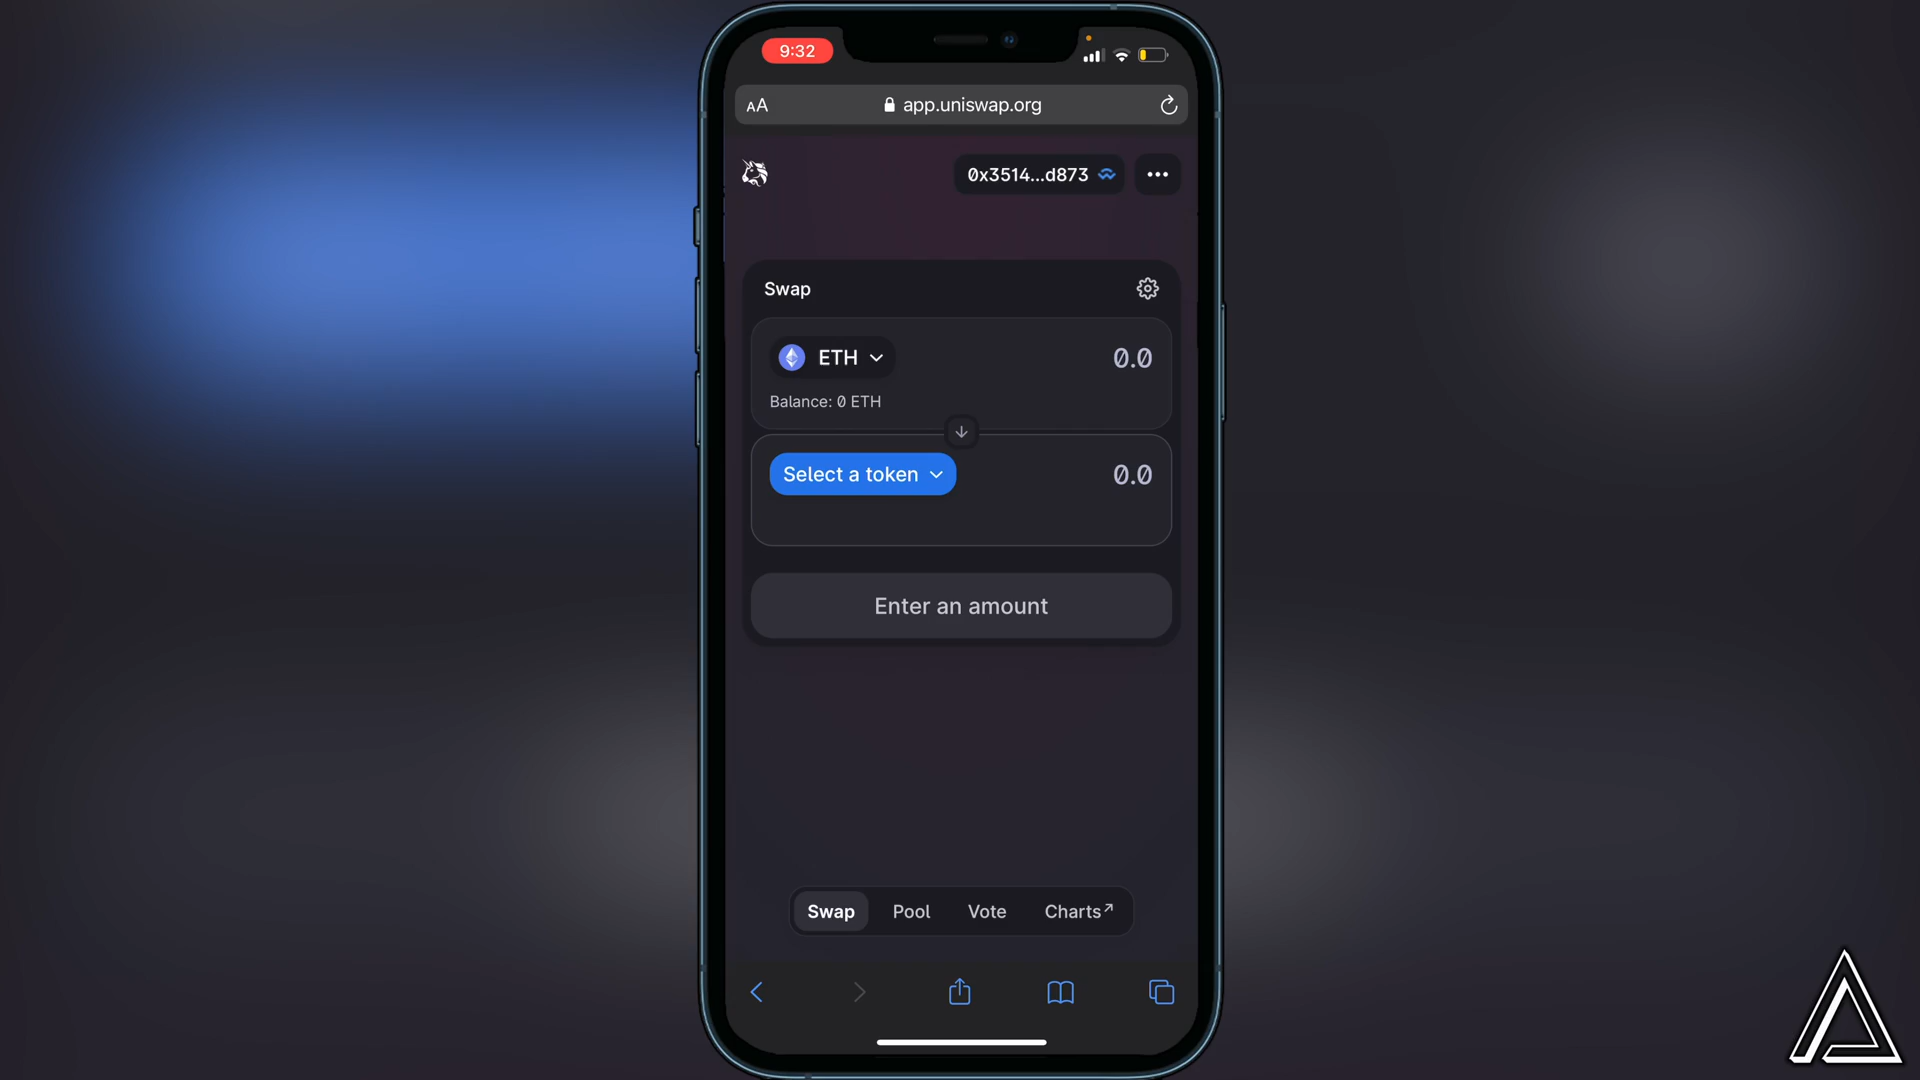 9:32
AA
app.uniswap.org
0x3514...d873
Swap
ETH
0.0
Balance: 0 ETH
Select a token
0.0
Enter an amount
Swap
Pool
Vote
Charts↗